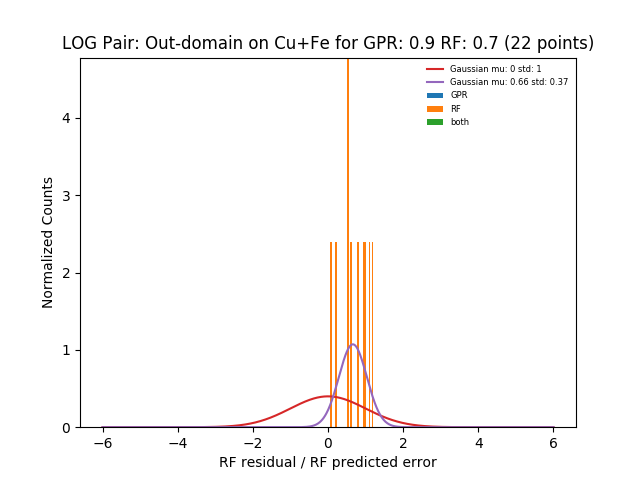 LOG Pair: Out-domain on Cu+Fe for GPR: 0.9 RF: 0.7 (22 points)
Gaussian mu: 0 std: 1
Gaussian mu: 0.66 std: 0.37
GPR
RF
both
Normalized Counts
4
3
2
1
0
−6 −4 −2 0 2 4 6
RF residual / RF predicted error